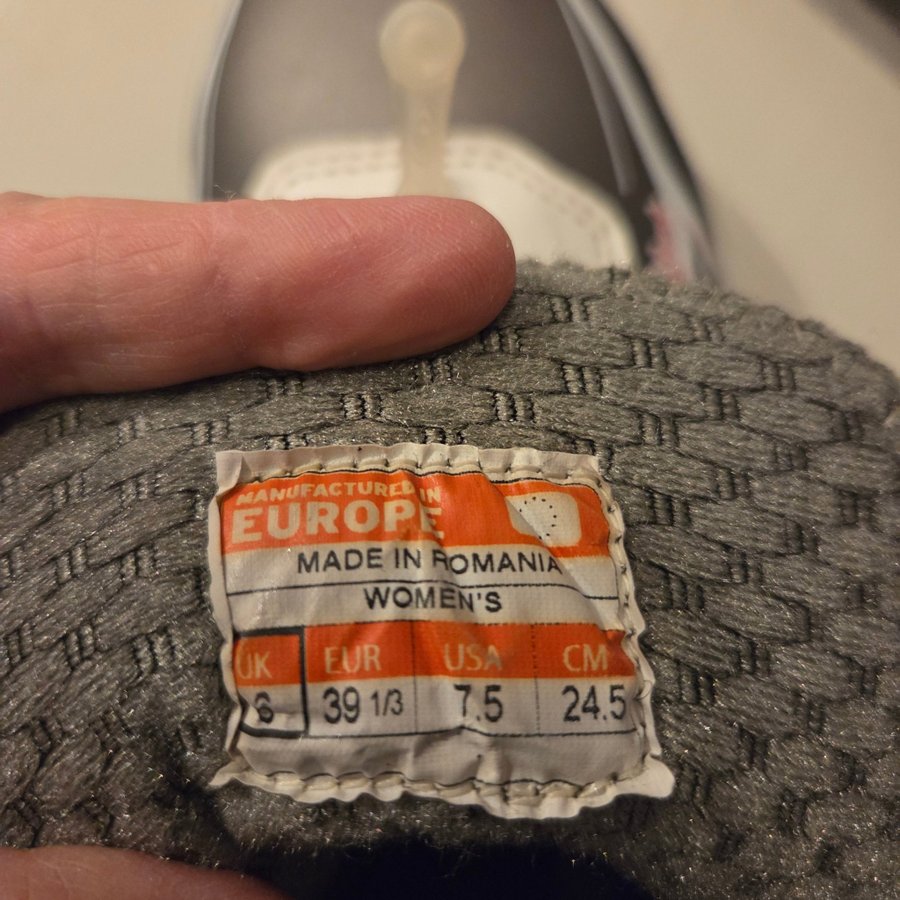 MANUFACTURED IN
EUROPE
MADE IN ROMANIA
WOMEN'S
UK EUR USA CM
6 39 1/3 7.5 24.5